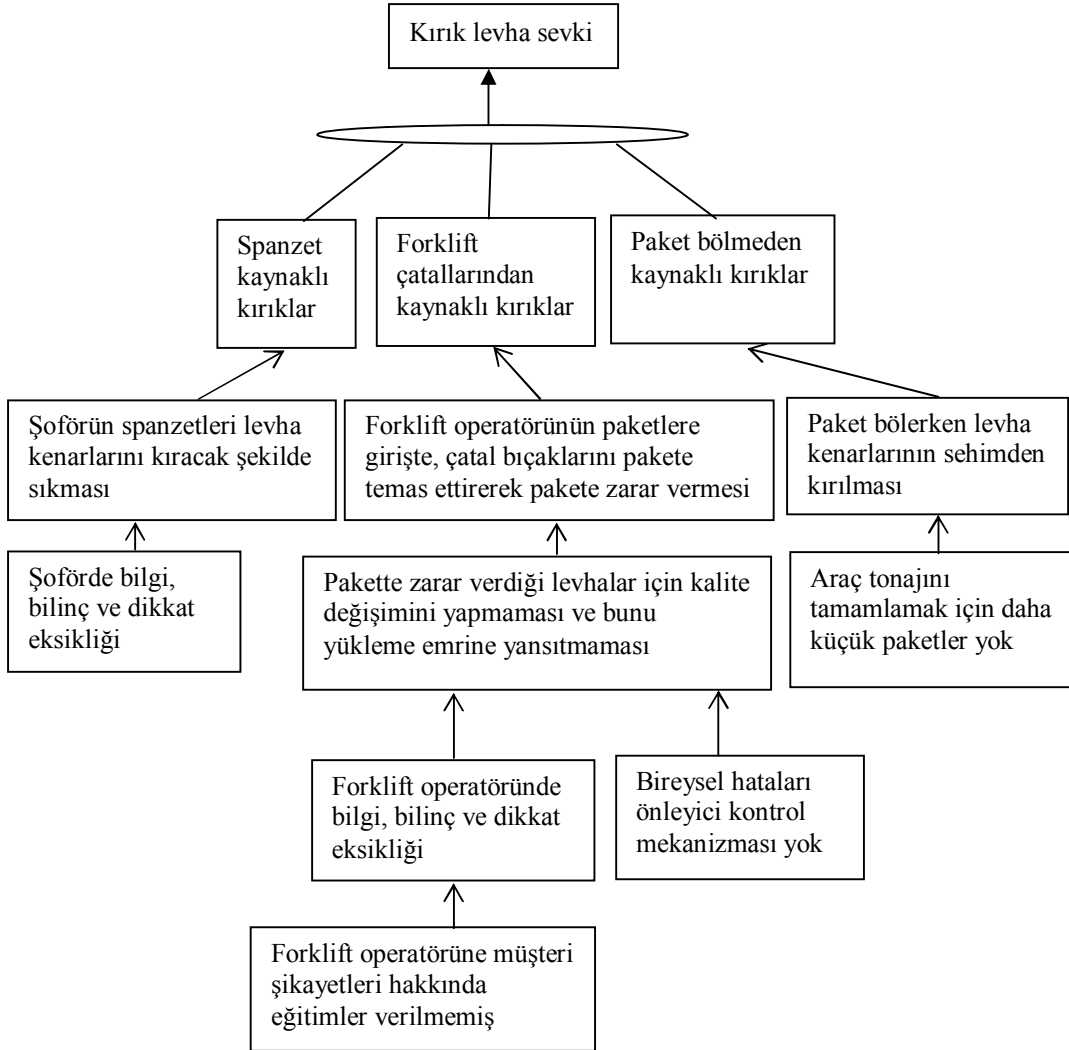 Kırık levha sevki
Spanzet
kaynaklı
kırıklar
Forklift
çatallarından
kaynaklı kırıklar
Paket bölmeden
kaynaklı kırıklar
Şoförün spanzetleri levha
kenarlarını kıracak şekilde
sıkması
Forklift operatörünün paketlere
girişte, çatal bıçaklarını pakete
temas ettirerek pakete zarar vermesi
Paket bölerken levha
kenarlarının sehimden
kırılması
Şoförde bilgi,
bilinç ve dikkat
eksikliği
Pakette zarar verdiği levhalar için kalite
değişimini yapmaması ve bunu
yükleme emrine yansıtmaması
Araç tonajını
tamamlamak için daha
küçük paketler yok
Forklift operatöründe
bilgi, bilinç ve dikkat
eksikliği
Bireysel hataları
önleyici kontrol
mekanizması yok
Forklift operatörüne müşteri
şikayetleri hakkında
eğitimler verilmemiş